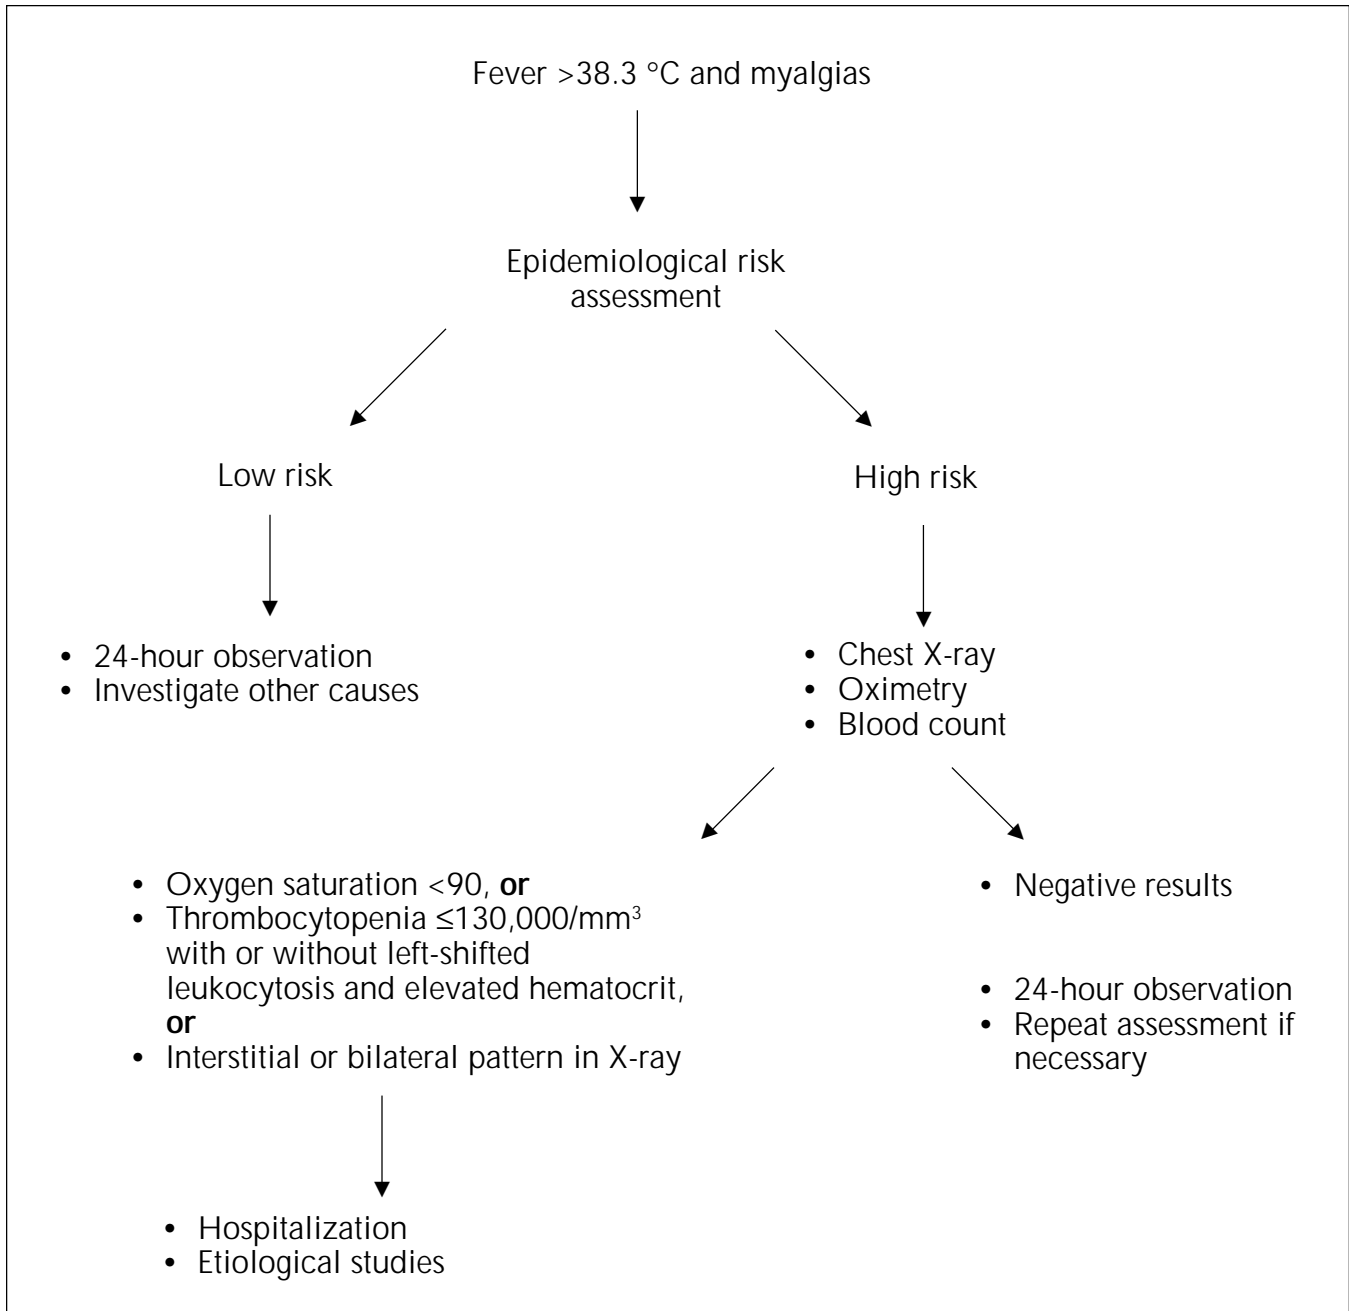 Fever >38.3 °C and myalgias
Epidemiological risk
assessment
Low risk
High risk
• 24-hour observation
• Investigate other causes
• Chest X-ray
• Oximetry
• Blood count
• Oxygen saturation <90, or
• Thrombocytopenia ≤130,000/mm³
with or without left-shifted
leukocytosis and elevated hematocrit,
or
• Interstitial or bilateral pattern in X-ray
• Negative results
• 24-hour observation
• Repeat assessment if
necessary
• Hospitalization
• Etiological studies